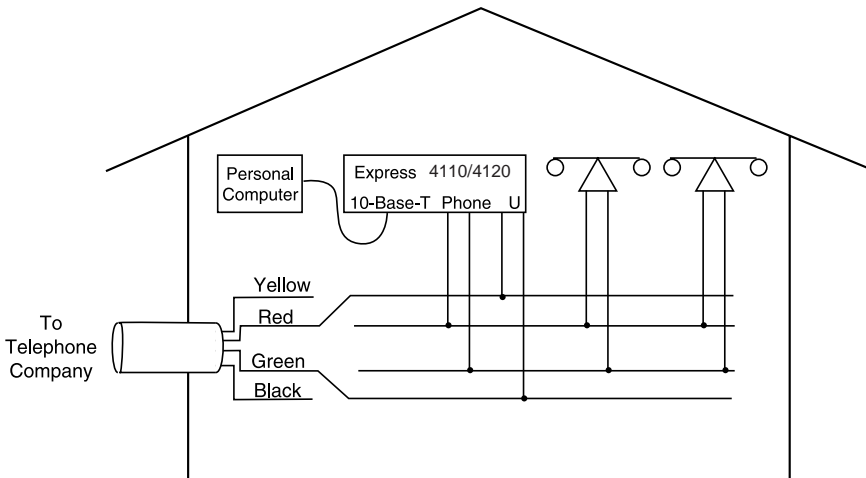 Personal
Computer
Express 4110/4120
10-Base-T Phone U
Yellow
Red
To
Telephone
Company
Green
Black